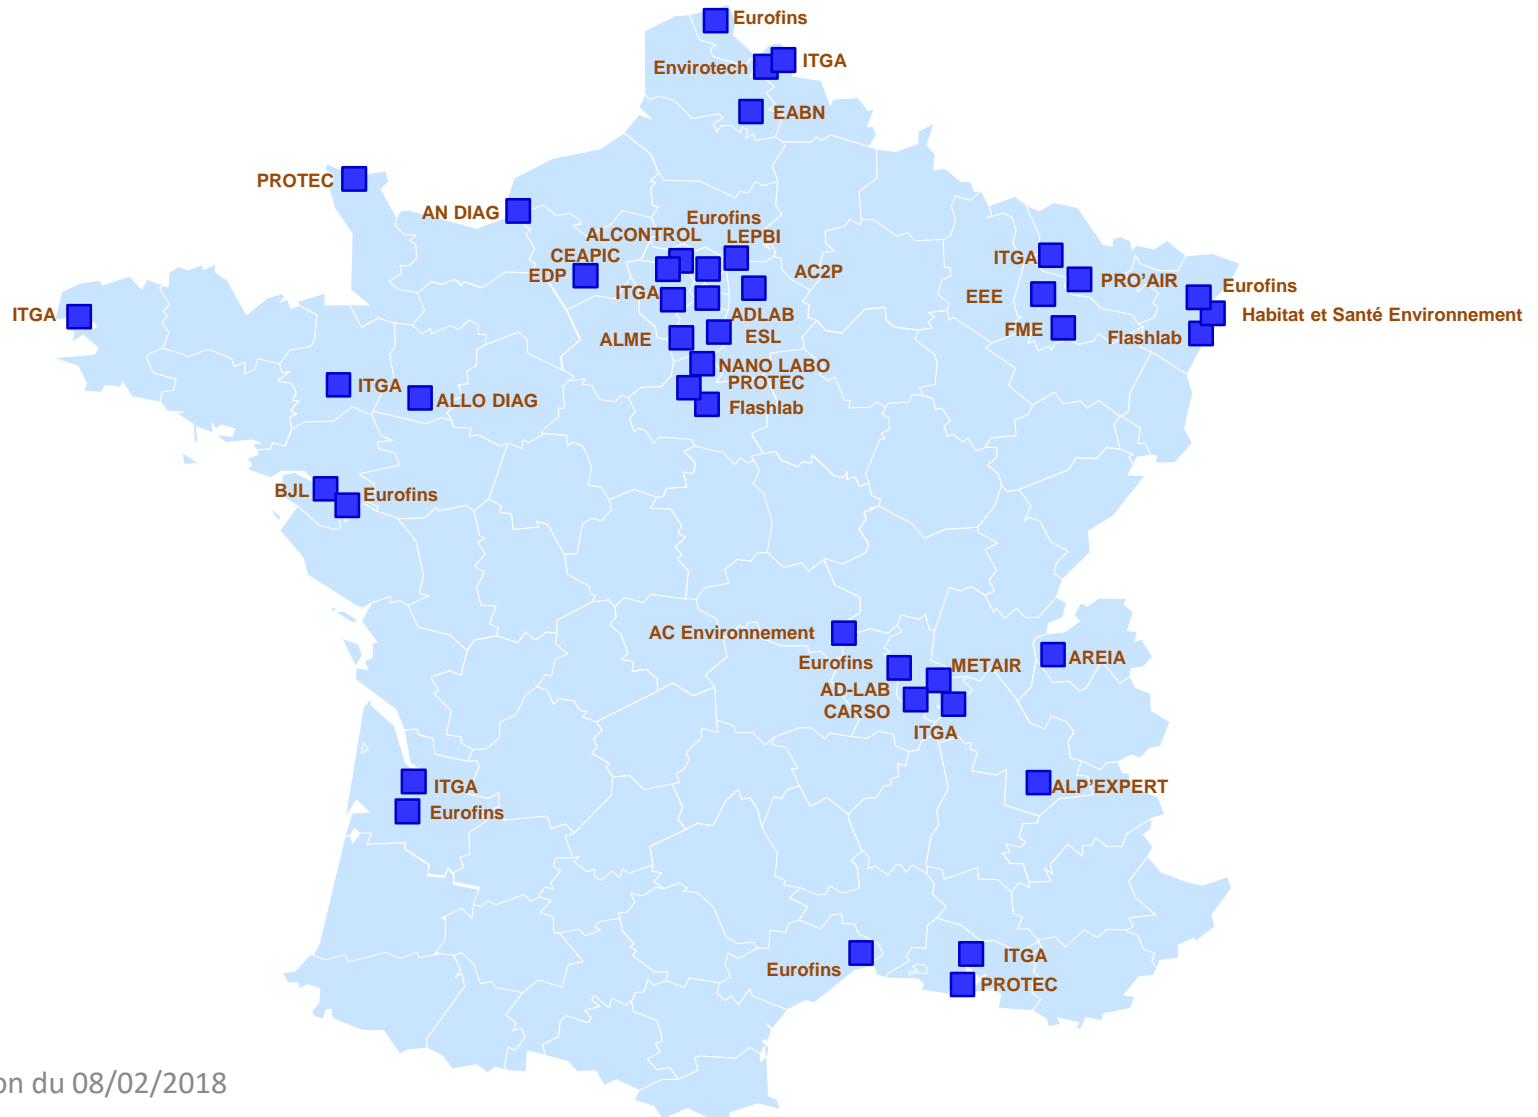 Eurofins
ITGA
Envirotech
EABN
PROTEC
AN DIAG
Eurofins
ALCONTROL
LEPBI
CEAPIC
EDP
AC2P
ITGA
PRO'AIR
EEE
Eurofins
ITGA
ADLAB
Habitat et Santé Environnement
ITGA
FME
ESL
Flashlab
ALME
NANO LABO
PROTEC
ITGA
ALLO DIAG
Flashlab
BJL
Eurofins
AC Environnement
AREIA
Eurofins
METAIR
AD-LAB
CARSO
ITGA
ITGA
ALP'EXPERT
Eurofins
ITGA
Eurofins
PROTEC
on du 08/02/2018